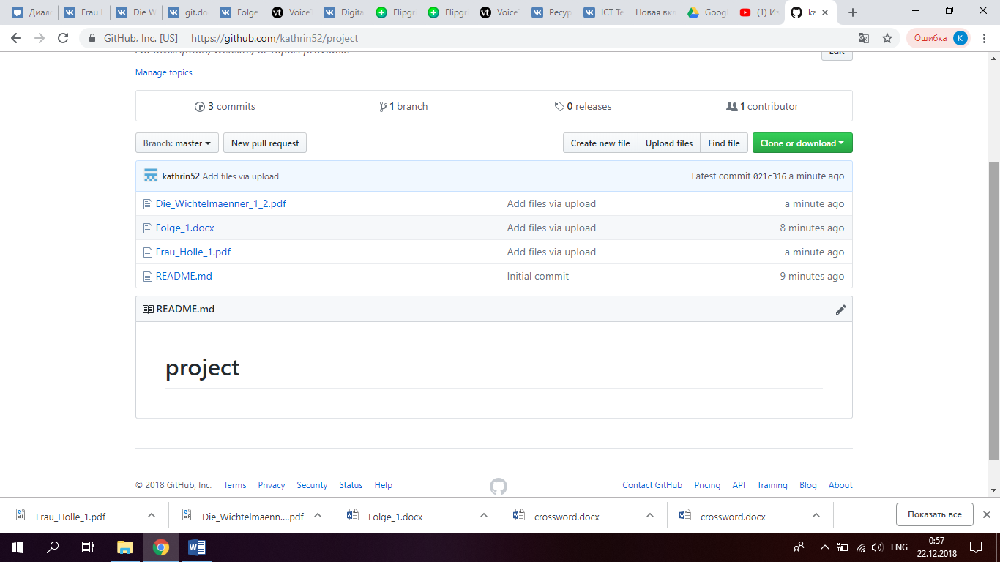 Диал Frau H Die W git.do Folge VoiceT Digita Flipgr Flipgr VoiceT Ресур ICT Te Новая вкл Goog (1) Из ka
GitHub, Inc. [US] https://github.com/kathrin52/project Ошибка K
No description, website, or topics provided. Edit
Manage topics
3 commits 1 branch 0 releases 1 contributor
Branch: master New pull request Create new file Upload files Find file Clone or download
kathrin52 Add files via upload Latest commit 021c316 a minute ago
Die_Wichtelmaenner_1_2.pdf Add files via upload a minute ago
Folge_1.docx Add files via upload 8 minutes ago
Frau_Holle_1.pdf Add files via upload a minute ago
README.md Initial commit 9 minutes ago
README.md
project
© 2018 GitHub, Inc. Terms Privacy Security Status Help Contact GitHub Pricing API Training Blog About
Frau_Holle_1.pdf Die_Wichtelmaenn....pdf Folge_1.docx crossword.docx crossword.docx Показать все
ENG 0:57
22.12.2018